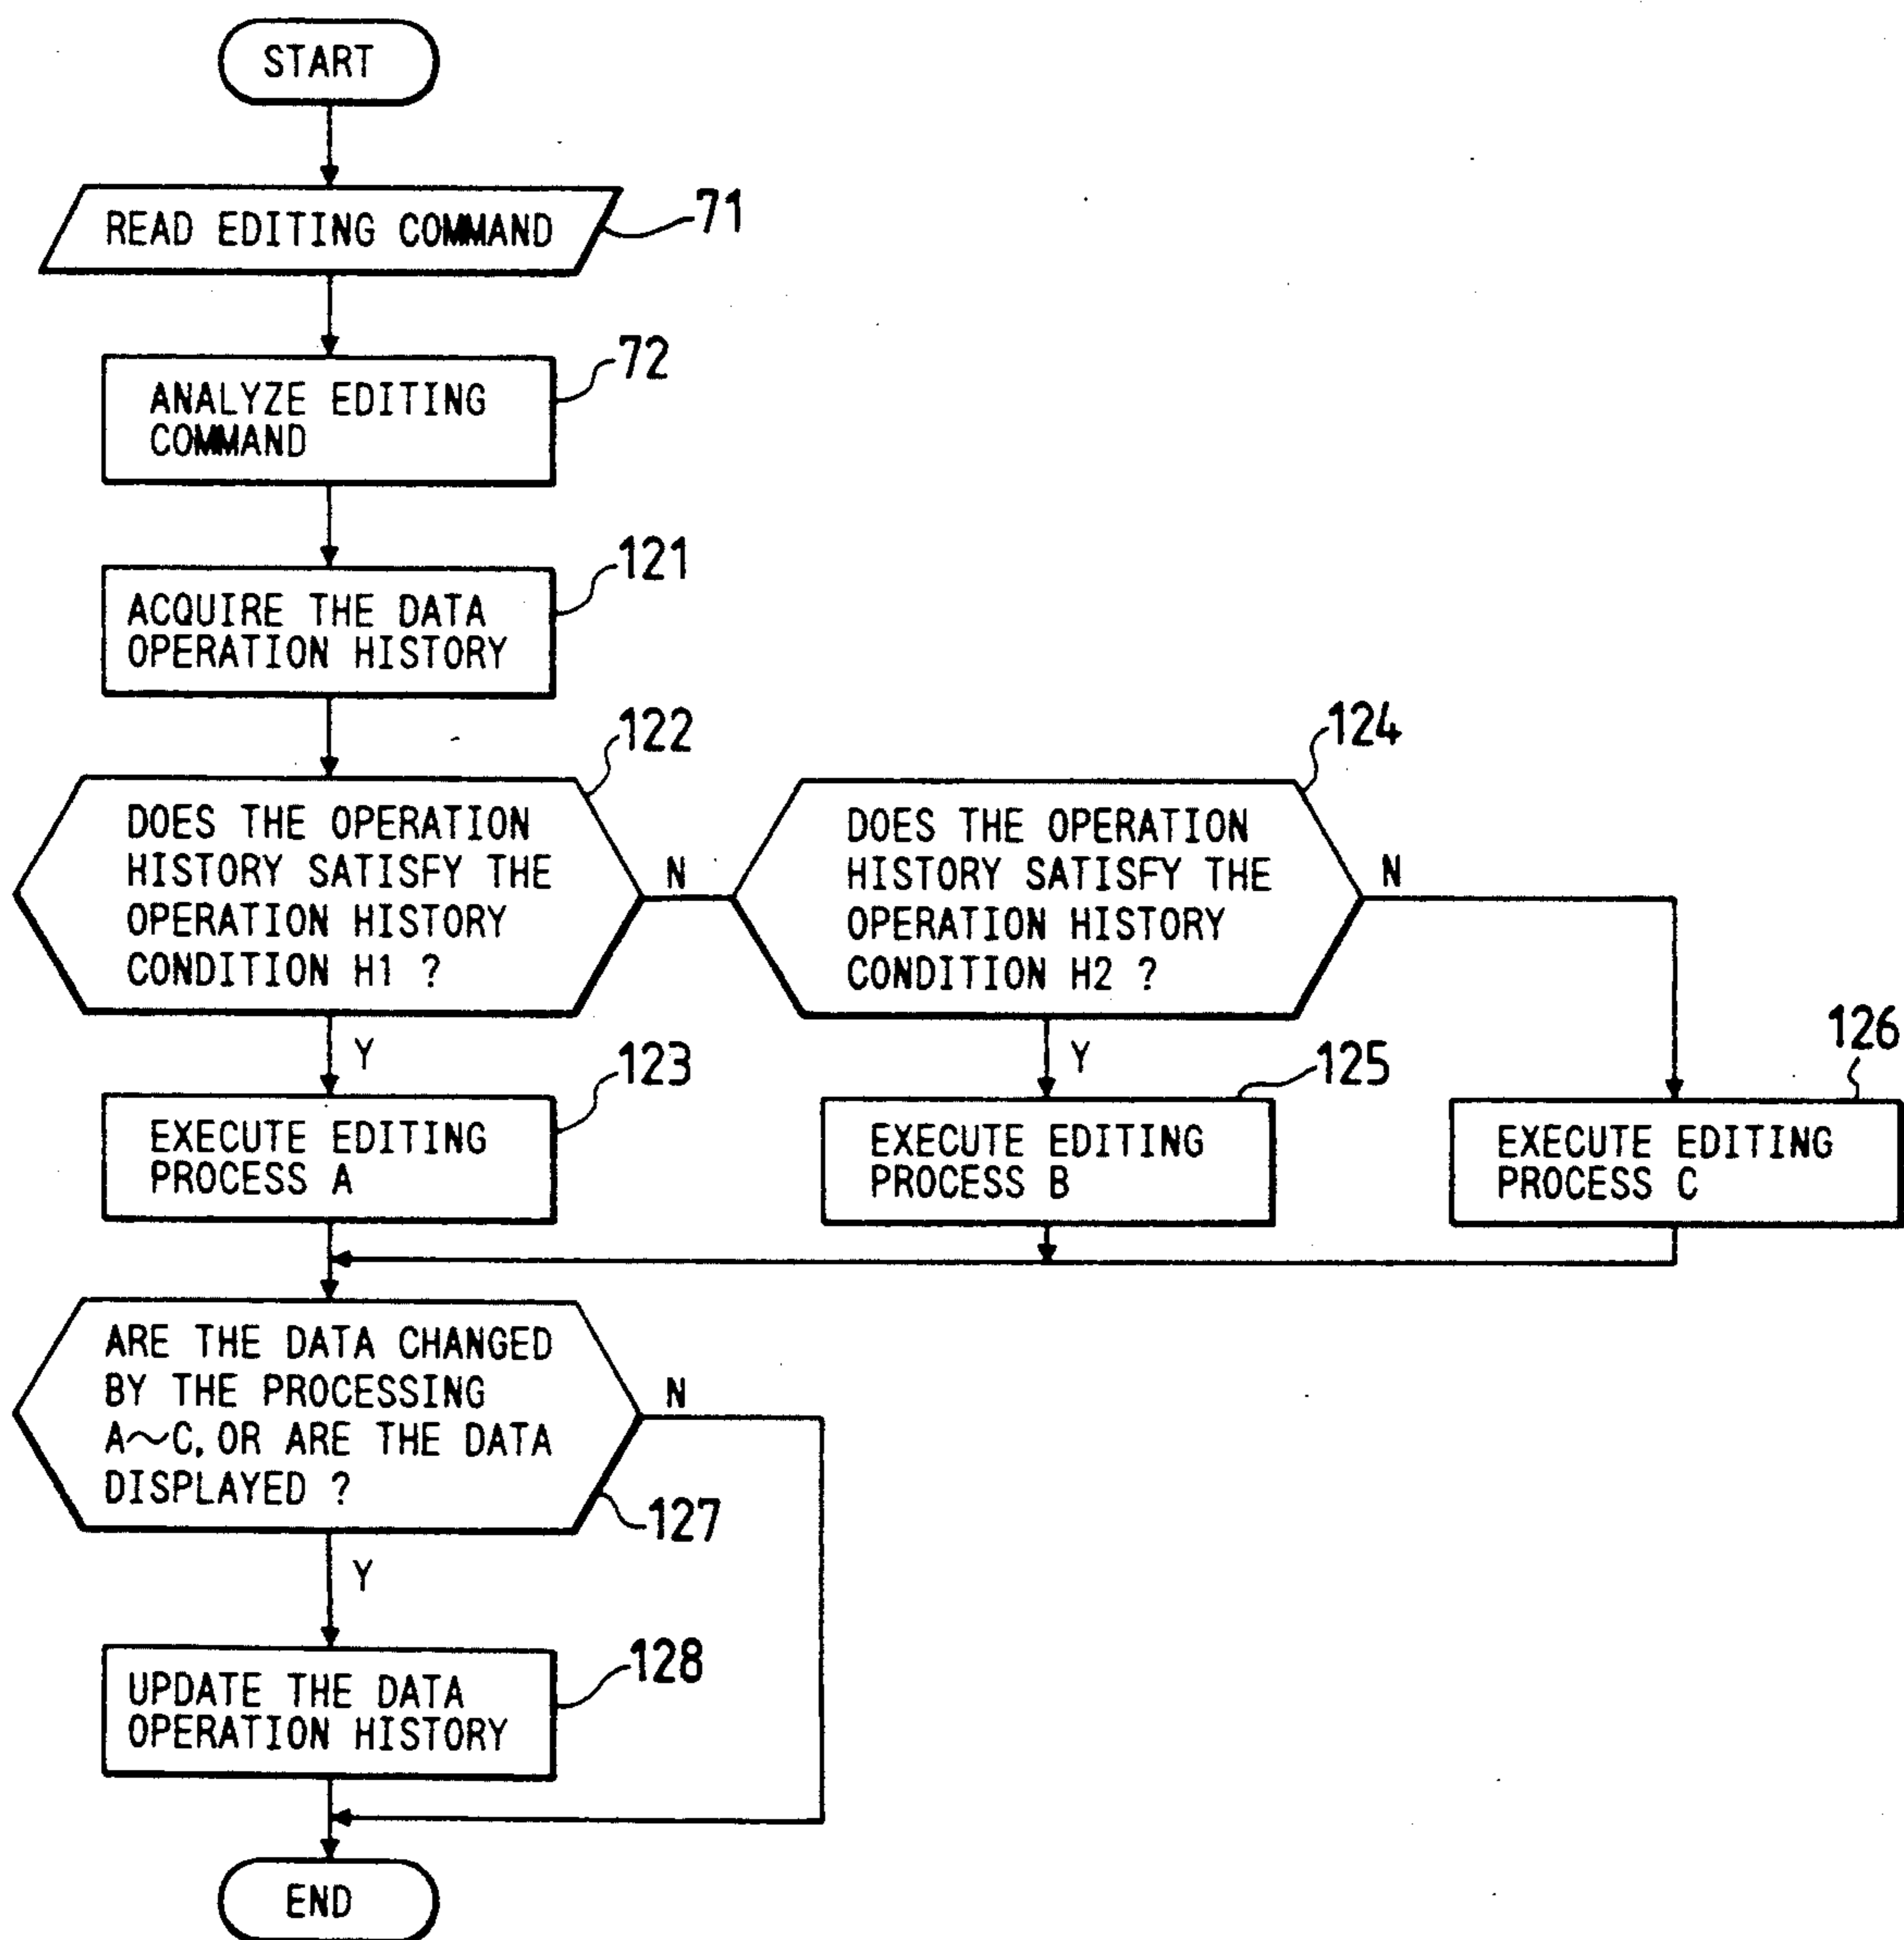 START
READ EDITING COMMAND
71
ANALYZE EDITING
COMMAND
72
ACQUIRE THE DATA
OPERATION HISTORY
121
DOES THE OPERATION
HISTORY SATISFY THE
OPERATION HISTORY
CONDITION H1 ?
122
N
DOES THE OPERATION
HISTORY SATISFY THE
OPERATION HISTORY
CONDITION H2 ?
124
N
Y
EXECUTE EDITING
PROCESS A
123
Y
EXECUTE EDITING
PROCESS B
125
EXECUTE EDITING
PROCESS C
126
ARE THE DATA CHANGED
BY THE PROCESSING
A~C, OR ARE THE DATA
DISPLAYED ?
127
N
Y
UPDATE THE DATA
OPERATION HISTORY
128
END